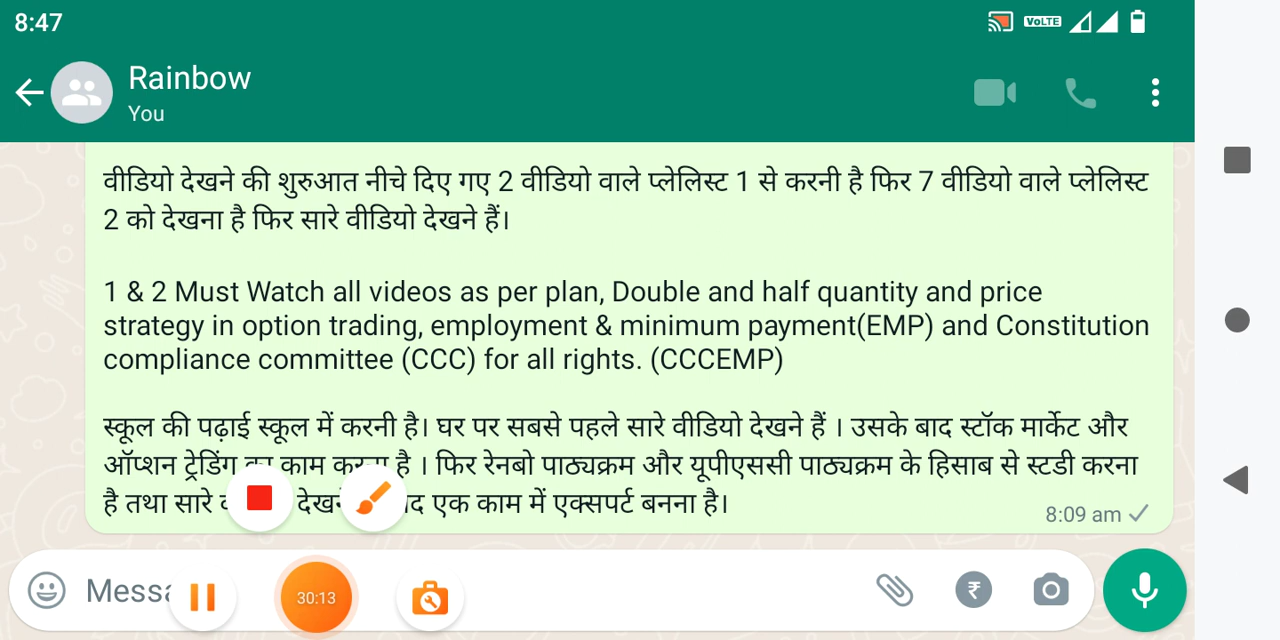 8:47
VoLTE
Rainbow
You
वीडियो देखने की शुरुआत नीचे दिए गए 2 वीडियो वाले प्लेलिस्ट 1 से करनी है फिर 7 वीडियो वाले प्लेलिस्ट
2 को देखना है फिर सारे वीडियो देखने हैं।
1 & 2 Must Watch all videos as per plan, Double and half quantity and price
strategy in option trading, employment & minimum payment(EMP) and Constitution
compliance committee (CCC) for all rights. (CCCEMP)
स्कूल की पढ़ाई स्कूल में करनी है। घर पर सबसे पहले सारे वीडियो देखने हैं । उसके बाद स्टॉक मार्केट और
ऑप्शन ट्रेडिंग का काम करना है । फिर रेनबो पाठ्यक्रम और यूपीएससी पाठ्यक्रम के हिसाब से स्टडी करना
है तथा सारे एक काम में एक्सपर्ट बनना है।
8:09 am
30:13